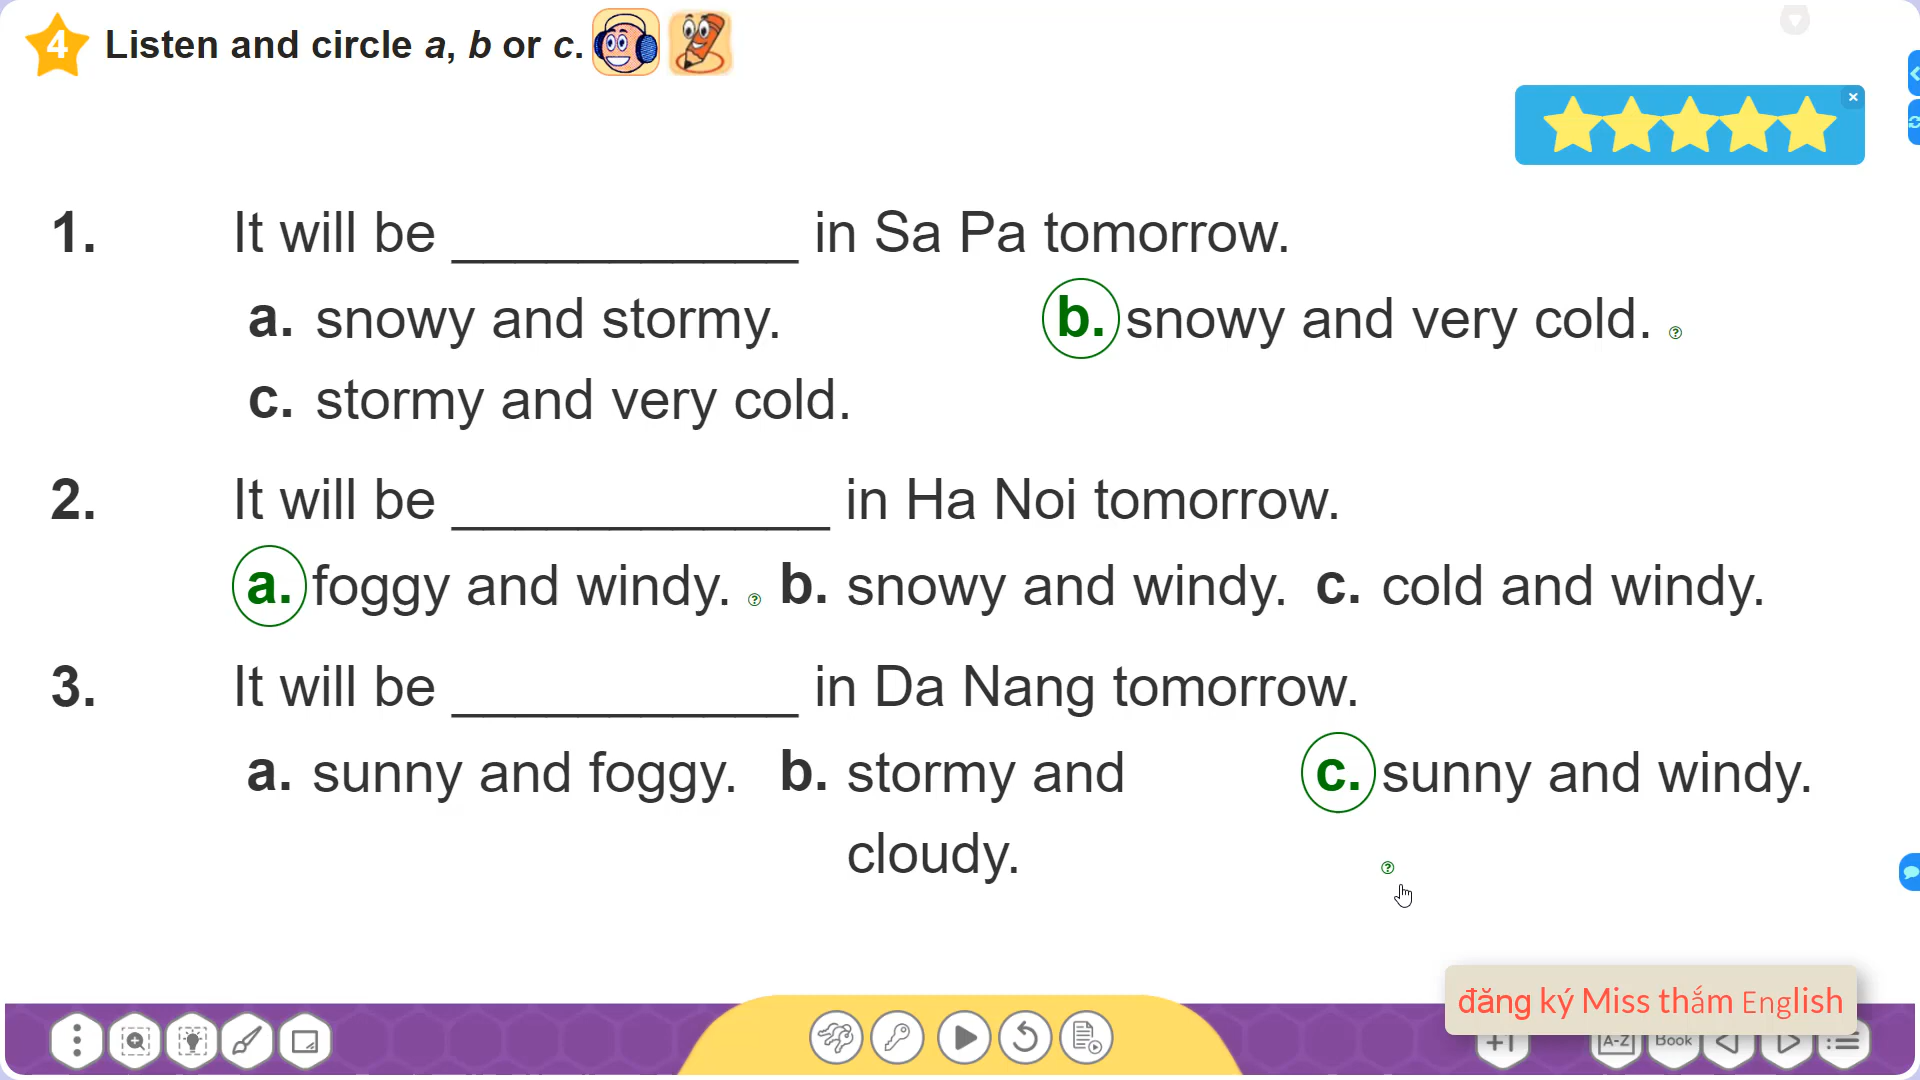 4 Listen and circle a, b or c.
1. It will be ___________ in Sa Pa tomorrow.
a. snowy and stormy. b. snowy and very cold. ?
c. stormy and very cold.
2. It will be ____________ in Ha Noi tomorrow.
a. foggy and windy. ? b. snowy and windy. c. cold and windy.
3. It will be ___________ in Da Nang tomorrow.
a. sunny and foggy. b. stormy and c. sunny and windy.
cloudy. ?
đăng ký Miss thắm English
+1 A-Z Book